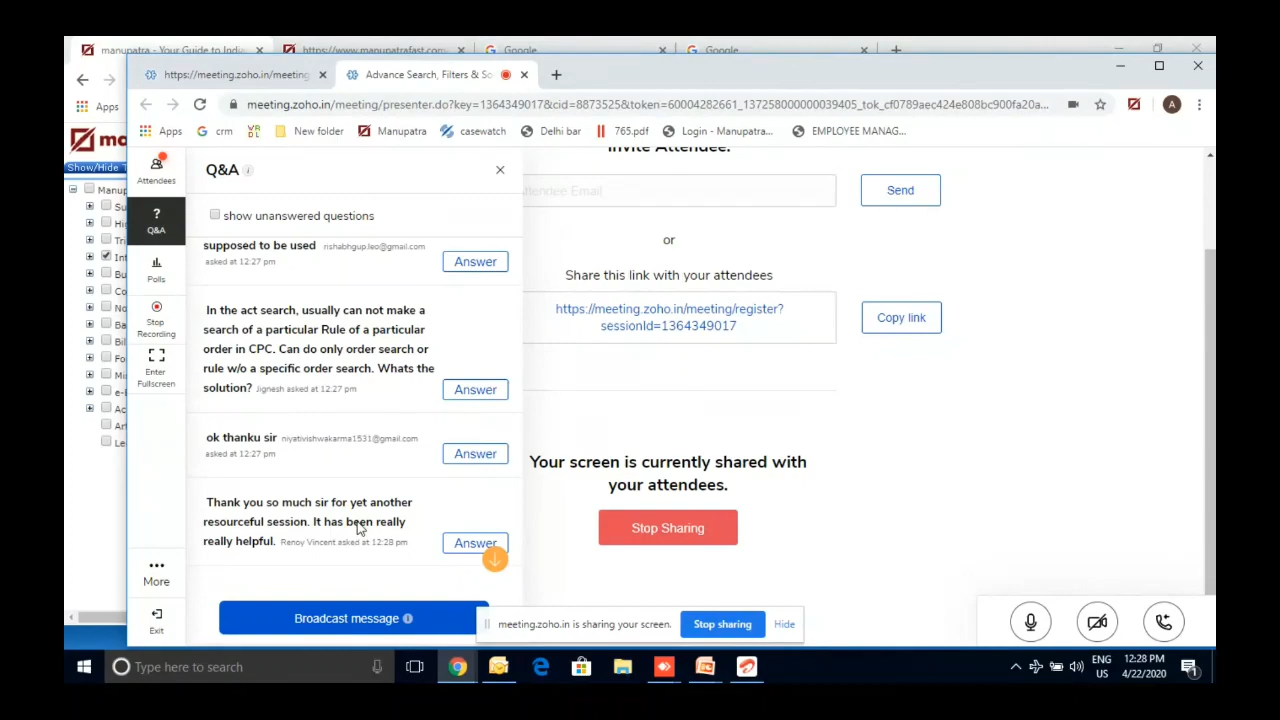 manupatra - Your Guide to India
https://www.manupatrafast.com
Google
Google
https://meeting.zoho.in/meeting
Advance Search, Filters & So
meeting.zoho.in/meeting/presenter.do?key=1364349017&cid=8873525&token=60004282661_137250000000039405_tok_cf0789aec424e808bc900fa20a...
A
Apps
Apps
crm
New folder
Manupatra
casewatch
Delhi bar
765.pdf
Login - Manupatra...
EMPLOYEE MANAG...
Show/Hide T
Manup
Attendees
?
Q&A
Polls
Stop
Recording
Enter
Fullscreen
More
Exit
Q&A
show unanswered questions
supposed to be used rishabhgup.leo@gmail.com
asked at 12:27 pm
Answer
In the act search, usually can not make a
search of a particular Rule of a particular
order in CPC. Can do only order search or
rule w/o a specific order search. Whats the
solution? Jignesh asked at 12:27 pm
Answer
ok thanku sir niyativishwakarma1531@gmail.com
asked at 12:27 pm
Answer
Thank you so much sir for yet another
resourceful session. It has been really
really helpful. Renoy Vincent asked at 12:28 pm
Answer
Broadcast message
Invite Attendee.
Attendee Email
Send
or
Share this link with your attendees
https://meeting.zoho.in/meeting/register?
sessionId=1364349017
Copy link
Your screen is currently shared with
your attendees.
Stop Sharing
meeting.zoho.in is sharing your screen.
Stop sharing
Hide
Type here to search
ENG
US
12:28 PM
4/22/2020
1